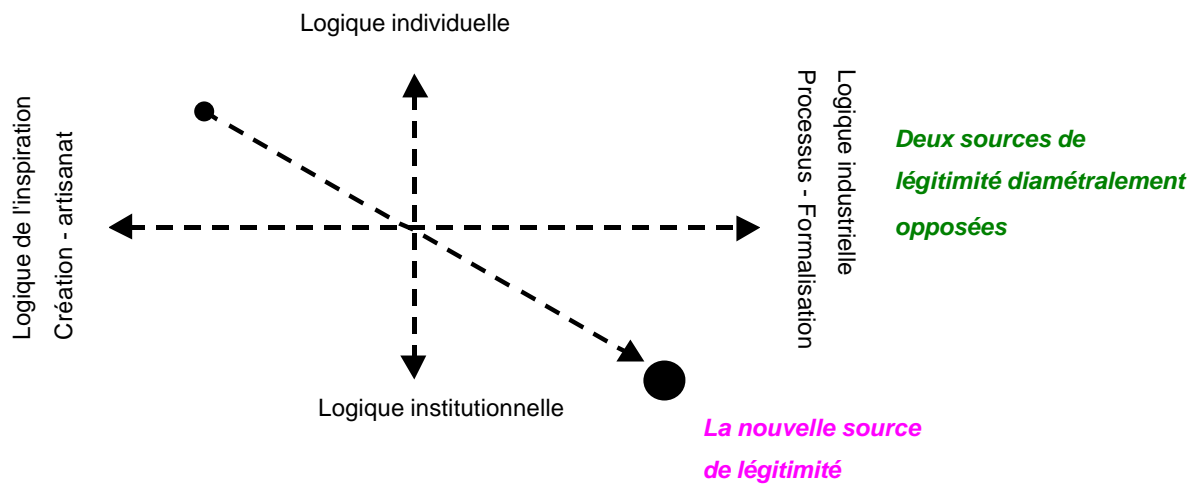 Logique individuelle
Logique de l'inspiration
Création - artisanat
Logique industrielle
Processus - Formalisation
Deux sources de
légitimité diamétralement
opposées
Logique institutionnelle
La nouvelle source
de légitimité